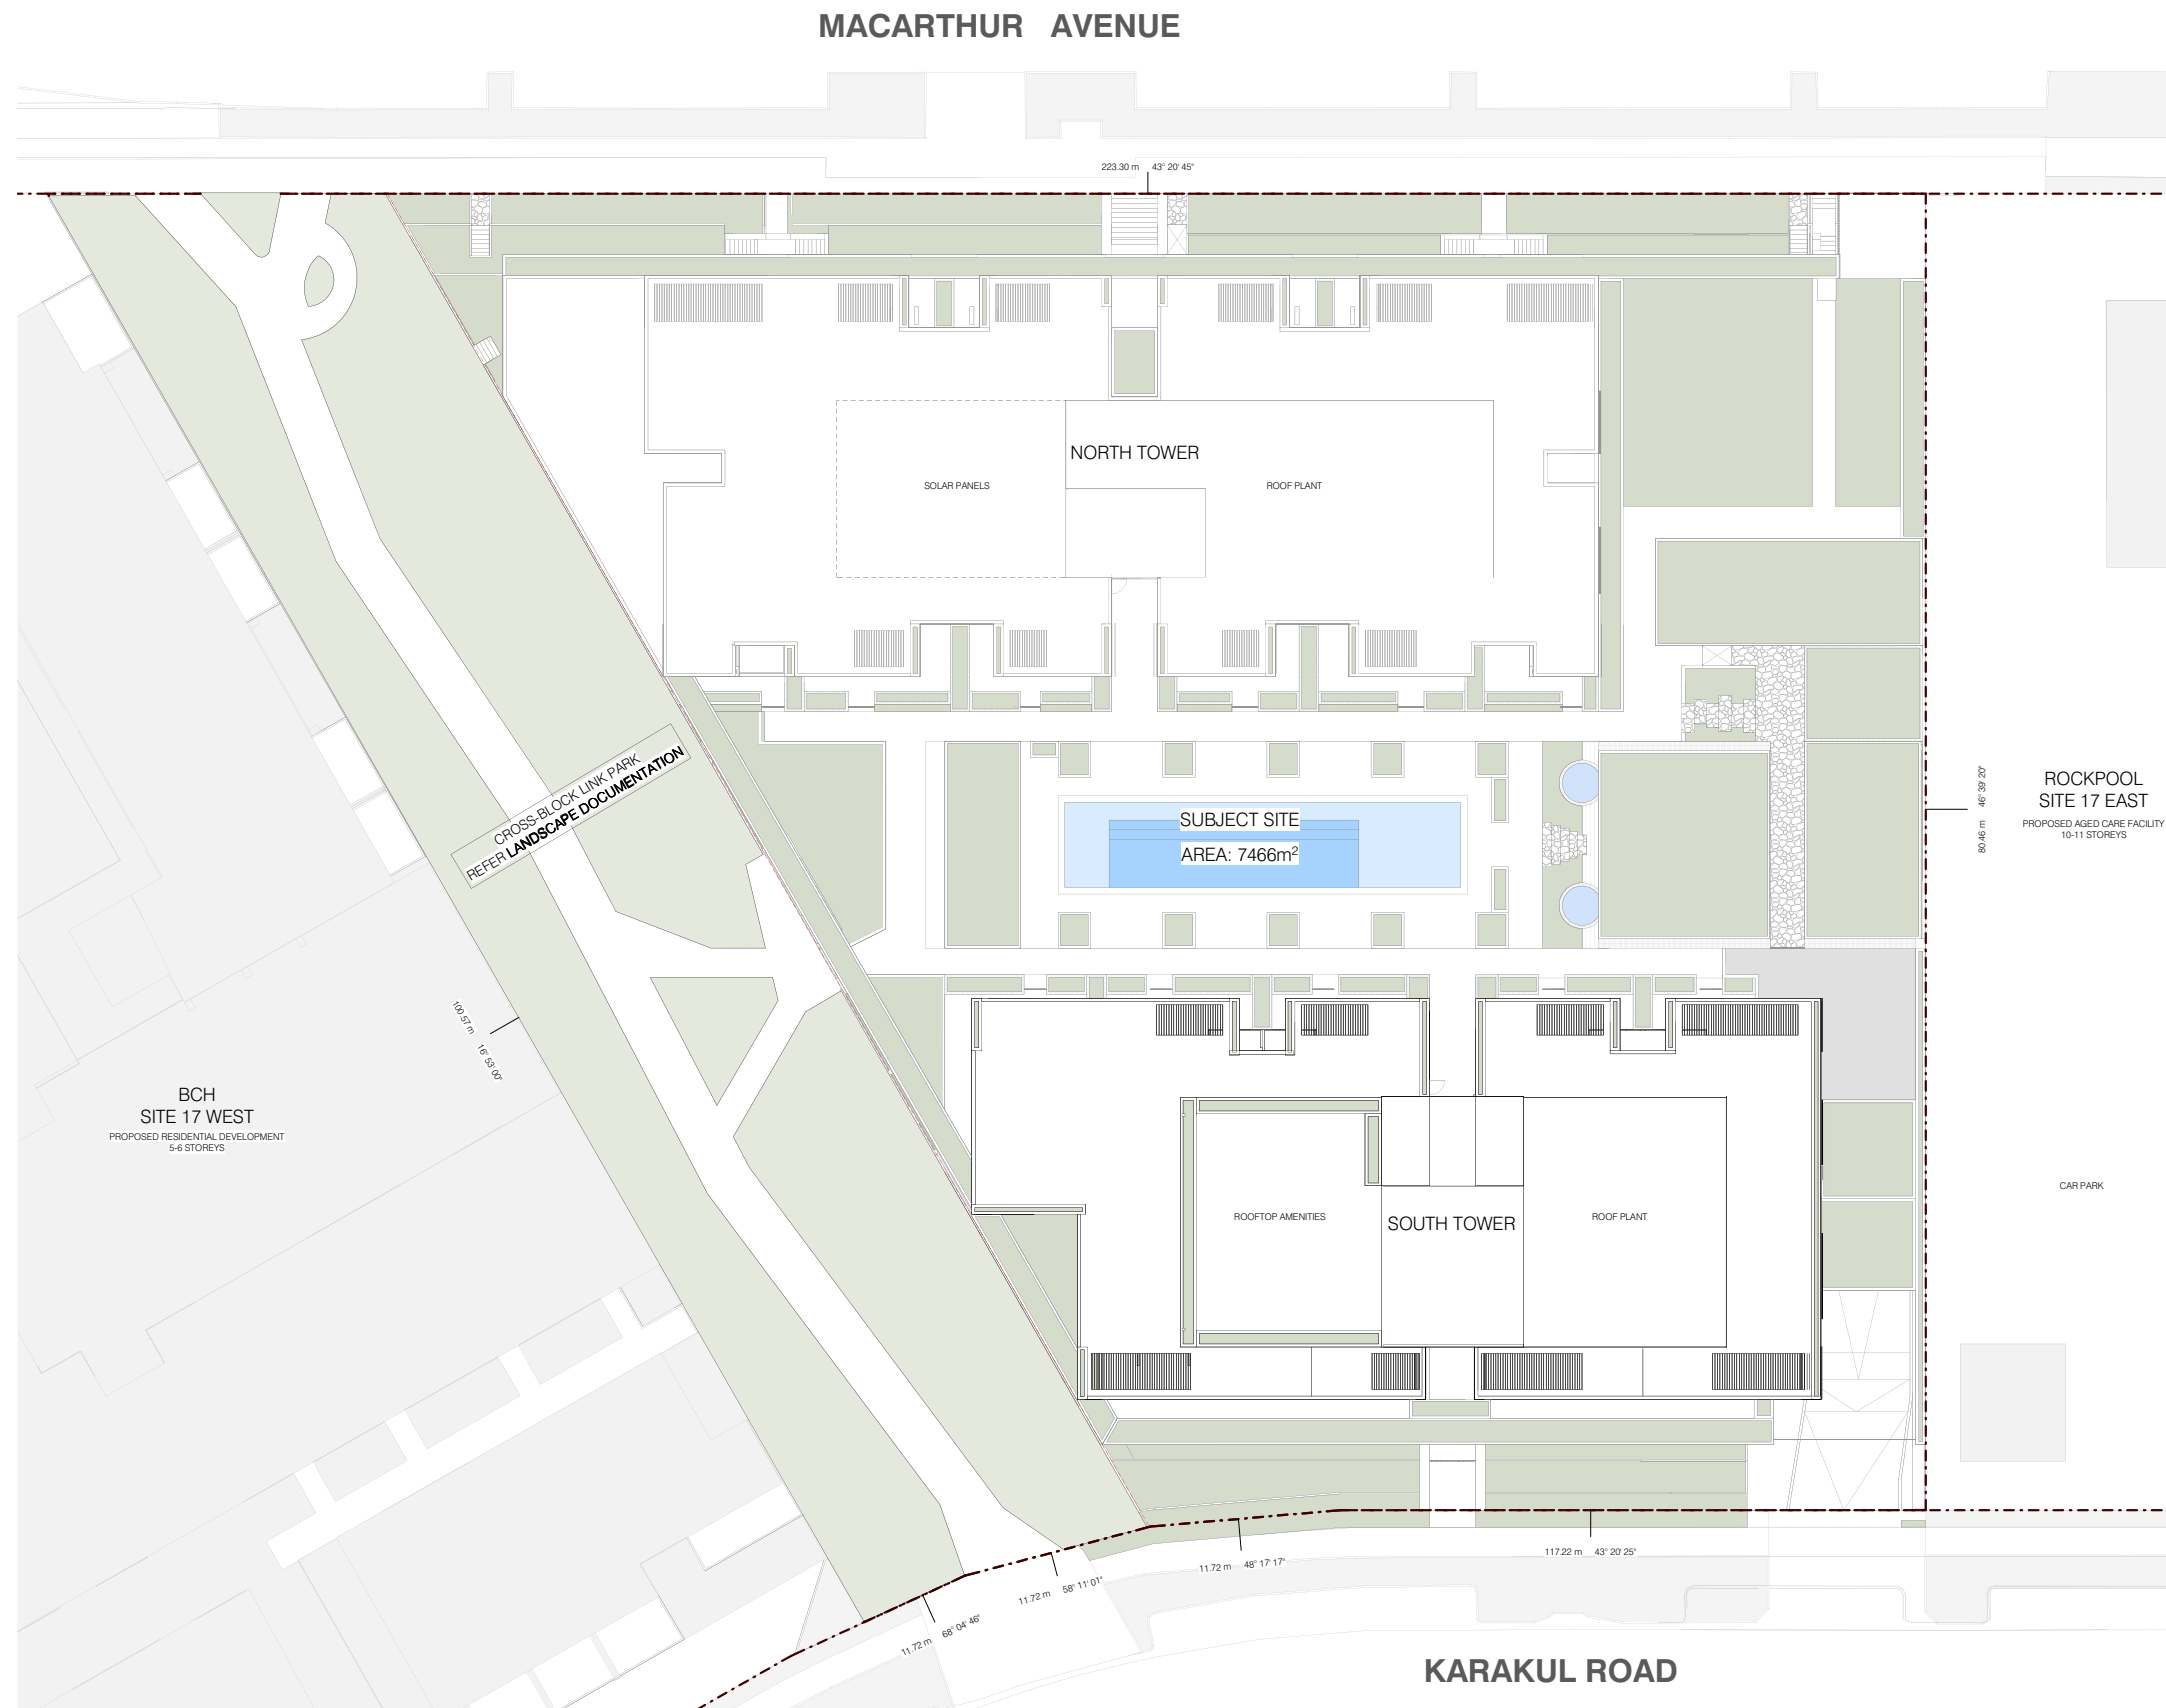 MACARTHUR AVENUE
223.30 m 43° 20' 45"
NORTH TOWER
SOLAR PANELS
ROOF PLANT
CROSS-BLOCK LINK PARK
REFER LANDSCAPE DOCUMENTATION
SUBJECT SITE
AREA: 7466m²
80.46 m 46° 39' 20"
ROCKPOOL
SITE 17 EAST
PROPOSED AGED CARE FACILITY
10-11 STOREYS
100.57 m 16° 53' 00"
BCH
SITE 17 WEST
PROPOSED RESIDENTIAL DEVELOPMENT
5-6 STOREYS
CAR PARK
ROOFTOP AMENITIES
SOUTH TOWER
ROOF PLANT
117.22 m 43° 20' 25"
11.72 m 48° 17' 17"
11.72 m 58° 11' 01"
11.72 m 68° 04' 46"
KARAKUL ROAD